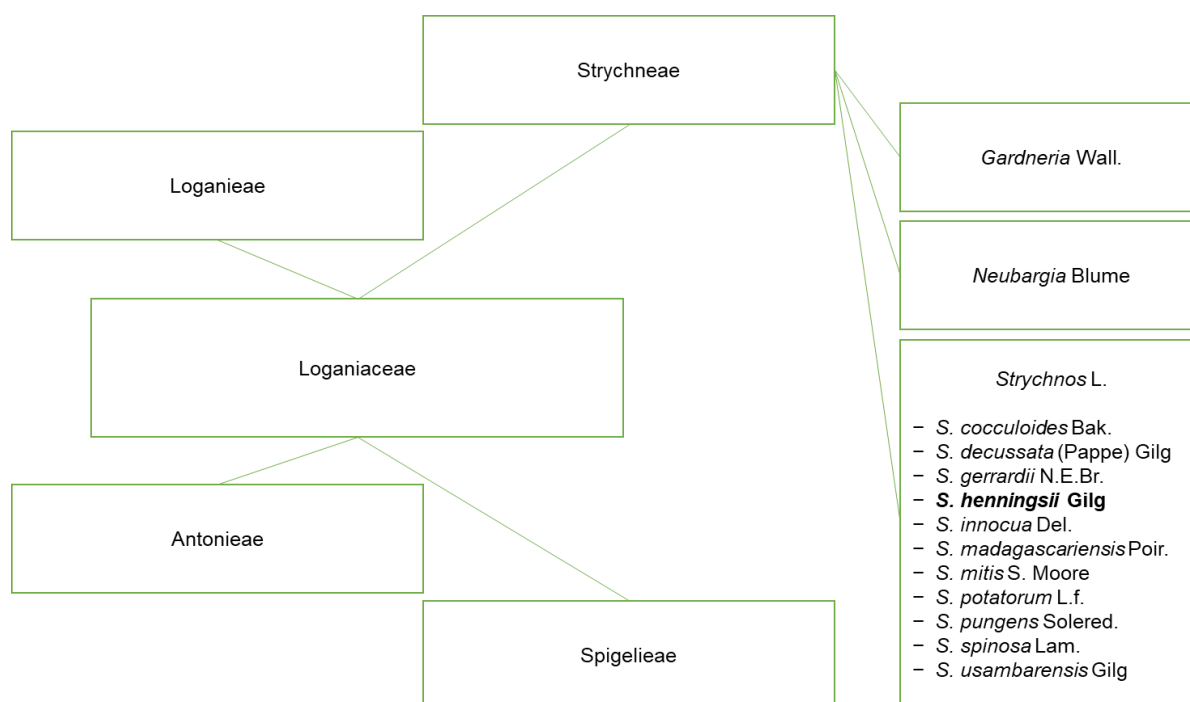 Strychneae
Gardneria Wall.
Loganieae
Neubargia Blume
Loganiaceae
Strychnos L.
– S. cocculoides Bak.
– S. decussata (Pappe) Gilg
– S. gerrardii N.E.Br.
– S. henningsii Gilg
– S. innocua Del.
– S. madagascariensis Poir.
– S. mitis S. Moore
– S. potatorum L.f.
– S. pungens Solered.
– S. spinosa Lam.
– S. usambarensis Gilg
Antonieae
Spigelieae